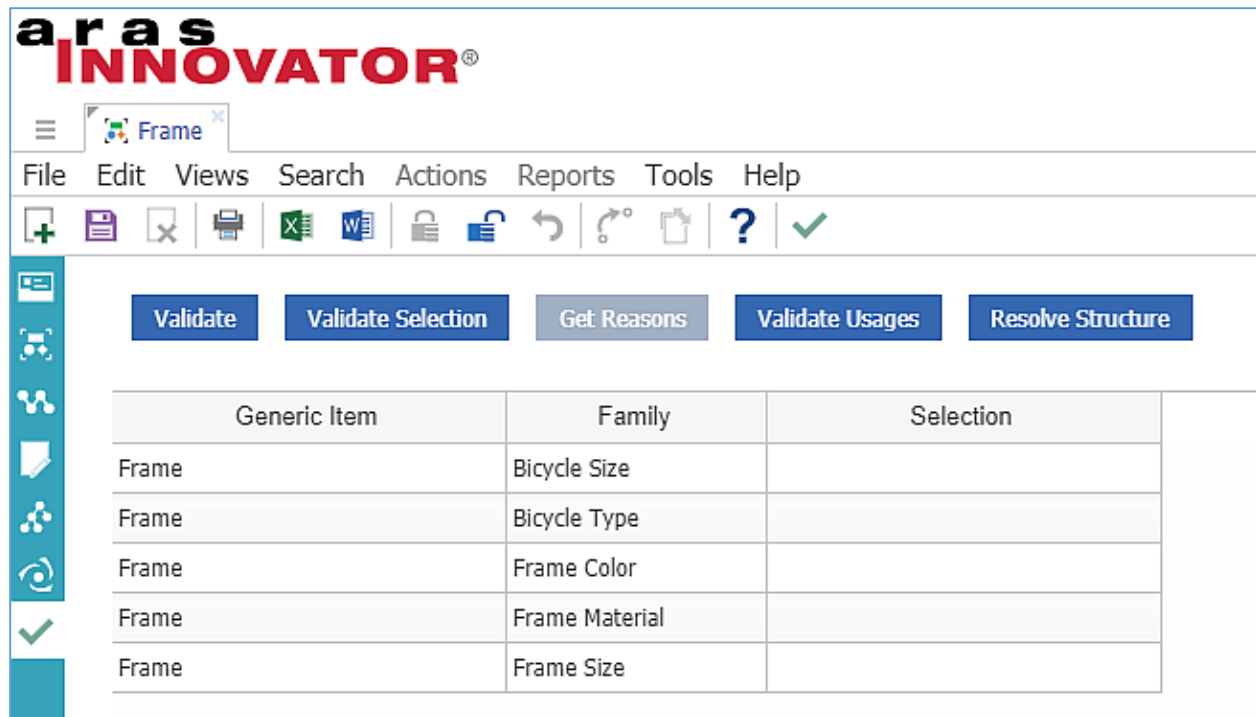 aras
INNOVATOR®
Frame
File Edit Views Search Actions Reports Tools Help
Validate Validate Selection Get Reasons Validate Usages Resolve Structure
Generic Item Family Selection
Frame Bicycle Size
Frame Bicycle Type
Frame Frame Color
Frame Frame Material
Frame Frame Size